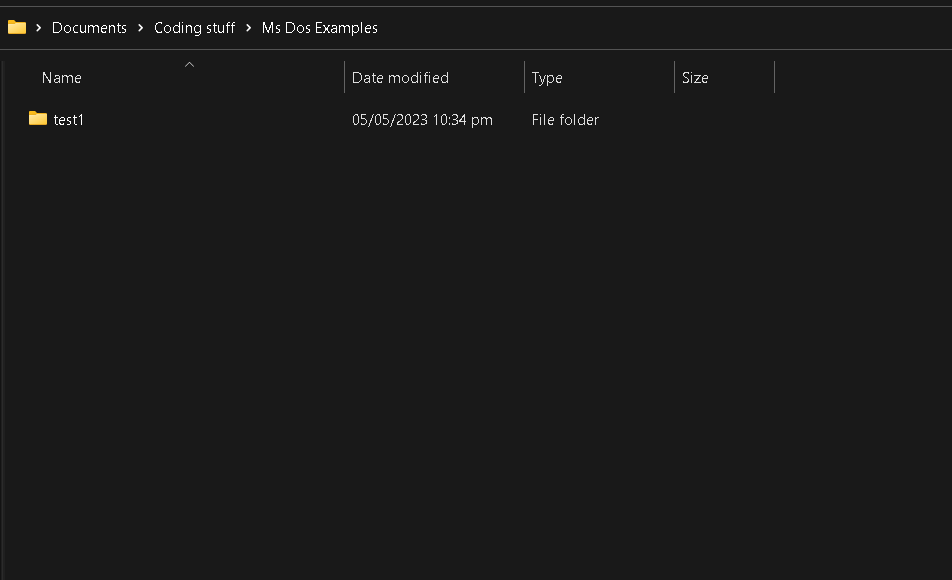 Documents > Coding stuff > Ms Dos Examples
Name Date modified Type Size
test1 05/05/2023 10:34 pm File folder